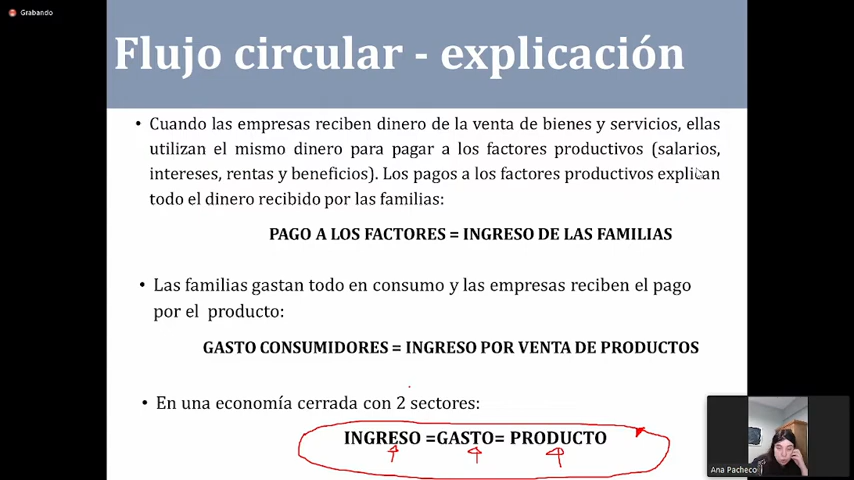 Grabando
Flujo circular - explicación
• Cuando las empresas reciben dinero de la venta de bienes y servicios, ellas
utilizan el mismo dinero para pagar a los factores productivos (salarios,
intereses, rentas y beneficios). Los pagos a los factores productivos explican
todo el dinero recibido por las familias:
PAGO A LOS FACTORES = INGRESO DE LAS FAMILIAS
• Las familias gastan todo en consumo y las empresas reciben el pago
por el producto:
GASTO CONSUMIDORES = INGRESO POR VENTA DE PRODUCTOS
• En una economía cerrada con 2 sectores:
INGRESO =GASTO= PRODUCTO
Ana Pacheco